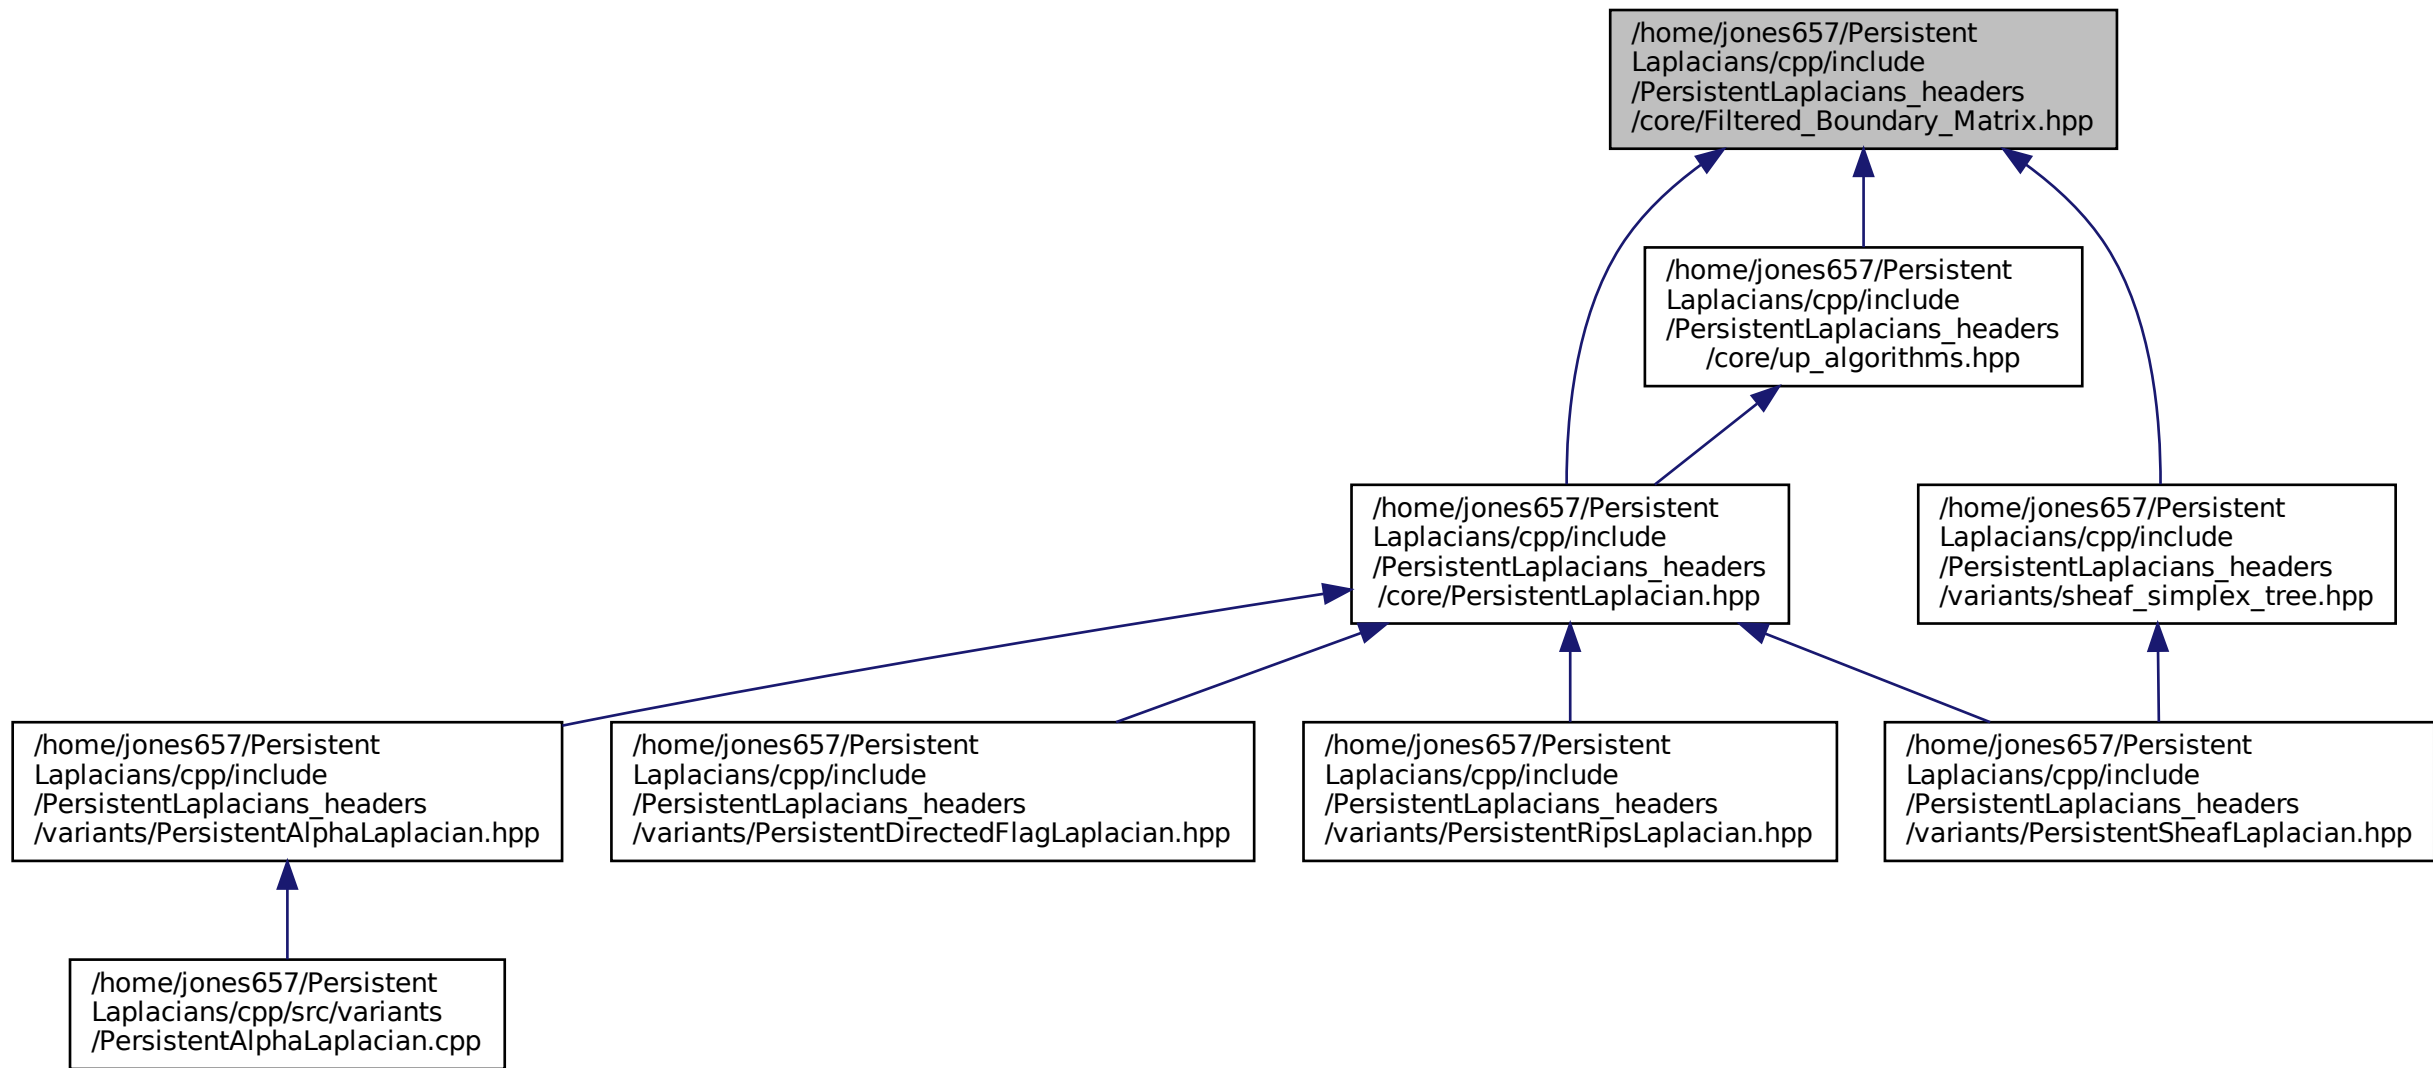 /home/jones657/Persistent
Laplacians/cpp/include
/PersistentLaplacians_headers
/core/Filtered_Boundary_Matrix.hpp
/home/jones657/Persistent
Laplacians/cpp/include
/PersistentLaplacians_headers
/core/up_algorithms.hpp
/home/jones657/Persistent
Laplacians/cpp/include
/PersistentLaplacians_headers
/core/PersistentLaplacian.hpp
/home/jones657/Persistent
Laplacians/cpp/include
/PersistentLaplacians_headers
/variants/sheaf_simplex_tree.hpp
/home/jones657/Persistent
Laplacians/cpp/include
/PersistentLaplacians_headers
/variants/PersistentAlphaLaplacian.hpp
/home/jones657/Persistent
Laplacians/cpp/include
/PersistentLaplacians_headers
/variants/PersistentDirectedFlagLaplacian.hpp
/home/jones657/Persistent
Laplacians/cpp/include
/PersistentLaplacians_headers
/variants/PersistentRipsLaplacian.hpp
/home/jones657/Persistent
Laplacians/cpp/include
/PersistentLaplacians_headers
/variants/PersistentSheafLaplacian.hpp
/home/jones657/Persistent
Laplacians/cpp/src/variants
/PersistentAlphaLaplacian.cpp